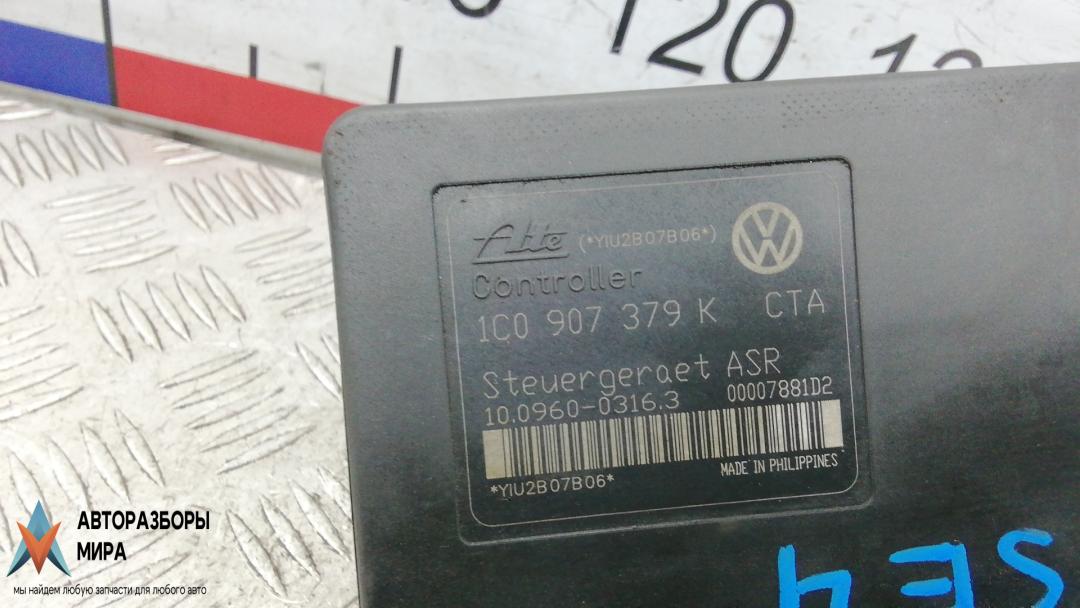 120
Ate (*YIU2B07B06*)
Controller
1C0 907 379 K CTA
Steuergeraet ASR
10.0960-0316.3 00007881D2
MADE IN PHILIPPINES
*YIU2B07B06*
АВТОРАЗБОРЫ
МИРА
мы найдем любую запчасти для любого авто